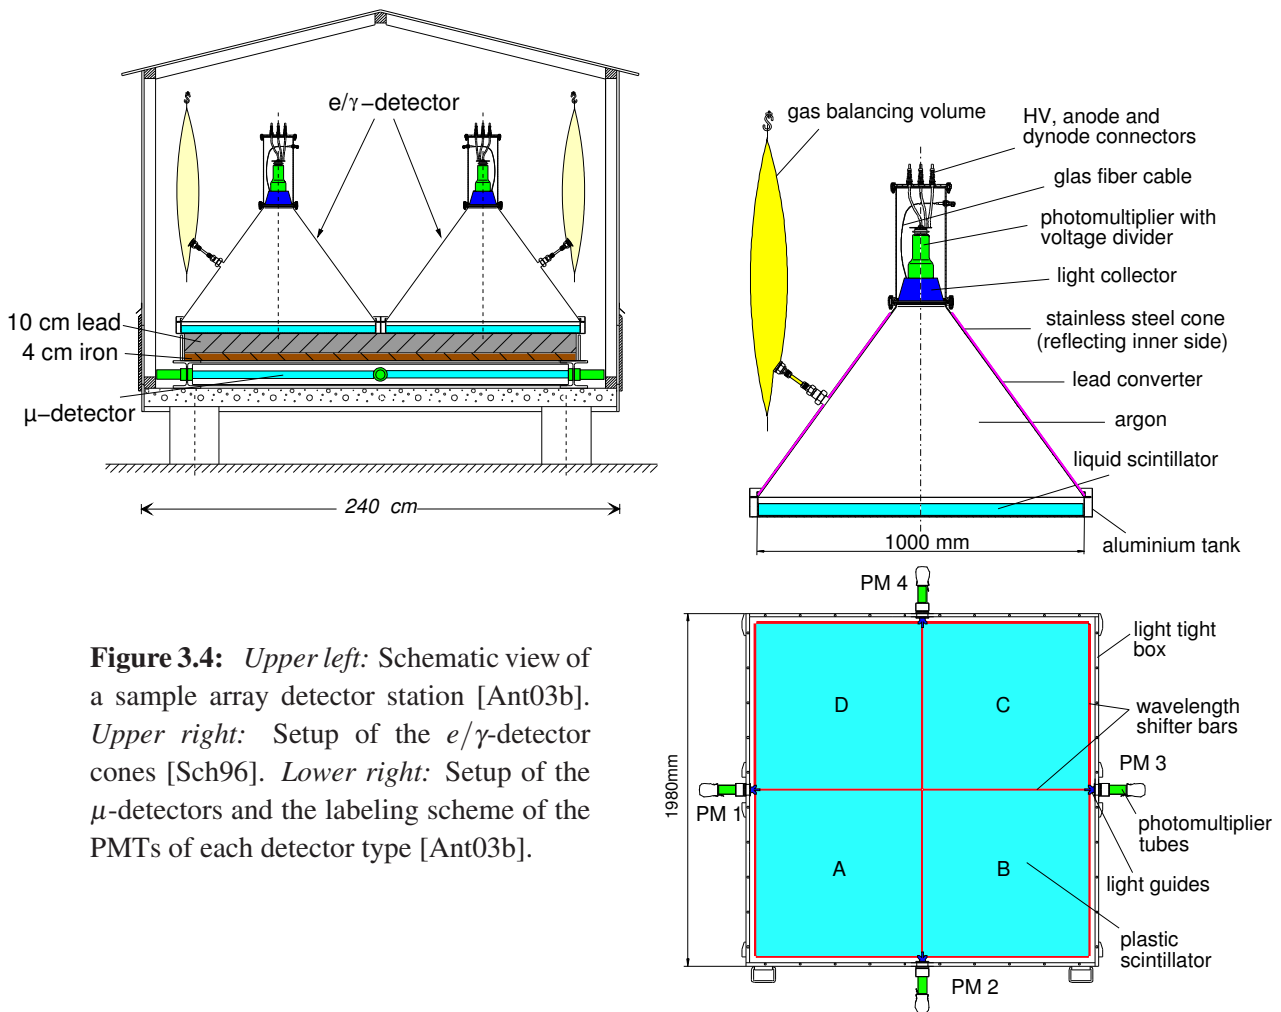 e/γ−detector
10 cm lead
4 cm iron
μ−detector
240 cm
gas balancing volume
HV, anode and
dynode connectors
glas fiber cable
photomultiplier with
voltage divider
light collector
stainless steel cone
(reflecting inner side)
lead converter
argon
liquid scintillator
1000 mm
aluminium tank
PM 4
light tight
box
D
C
wavelength
shifter bars
1980mm
PM 3
PM 1
photomultiplier
tubes
A
B
light guides
plastic
scintillator
PM 2
Figure 3.4: Upper left: Schematic view of
a sample array detector station [Ant03b].
Upper right: Setup of the e/γ-detector
cones [Sch96]. Lower right: Setup of the
μ-detectors and the labeling scheme of the
PMTs of each detector type [Ant03b].